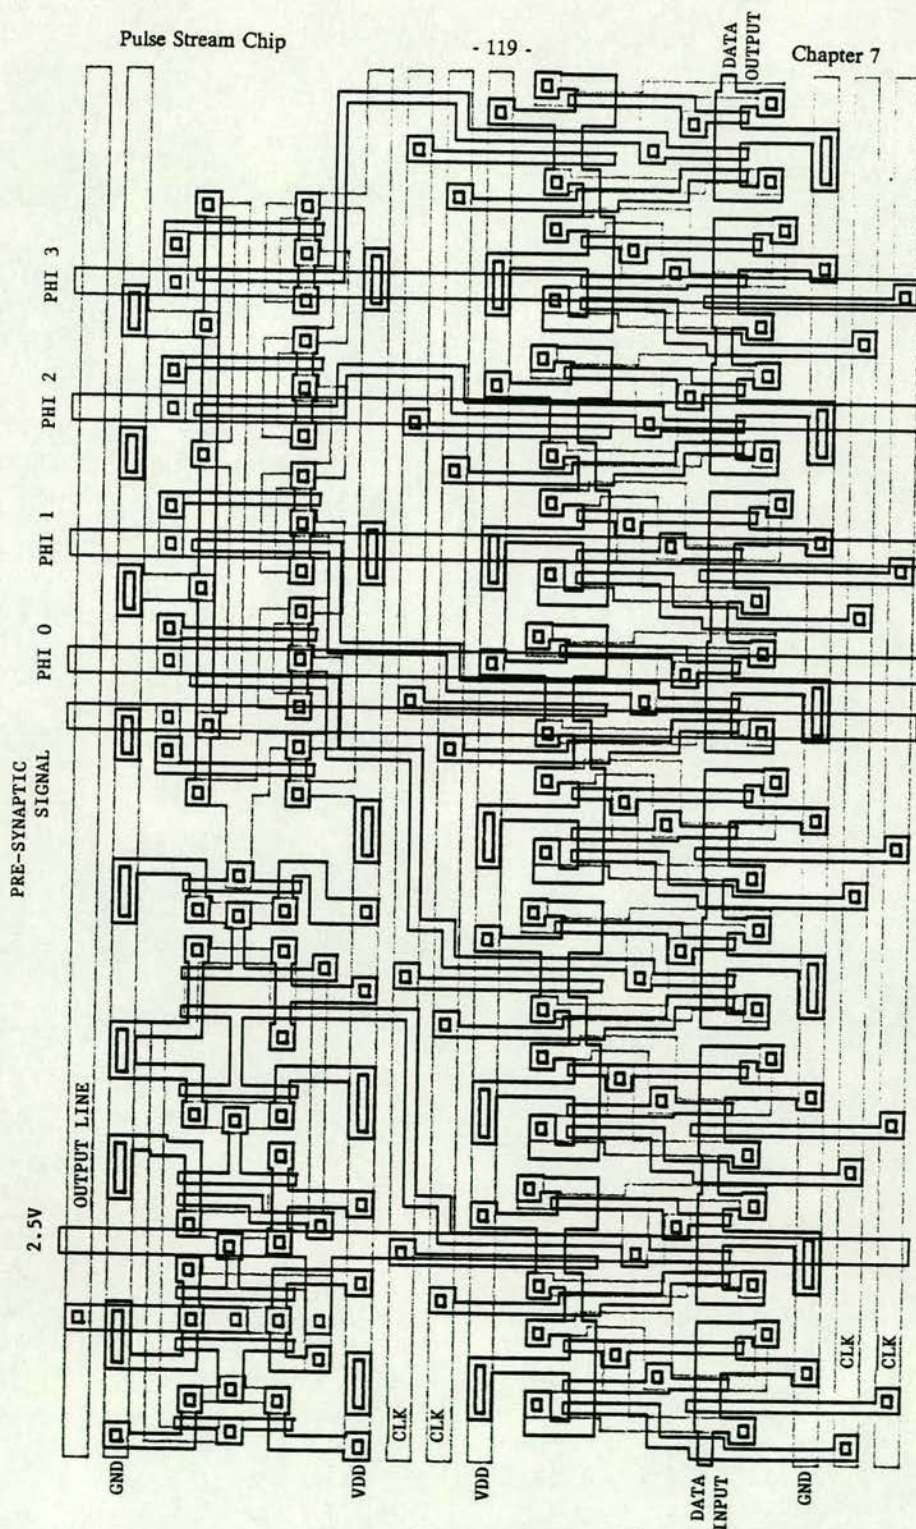 Pulse Stream Chip
- 119 -
Chapter 7
DATA
OUTPUT
PHI 3
PHI 2
PHI 1
PHI 0
PRE-SYNAPTIC
SIGNAL
OUTPUT LINE
2.5V
GND
VDD
CLK
CLK
VDD
DATA
INPUT
GND
CLK
CLK